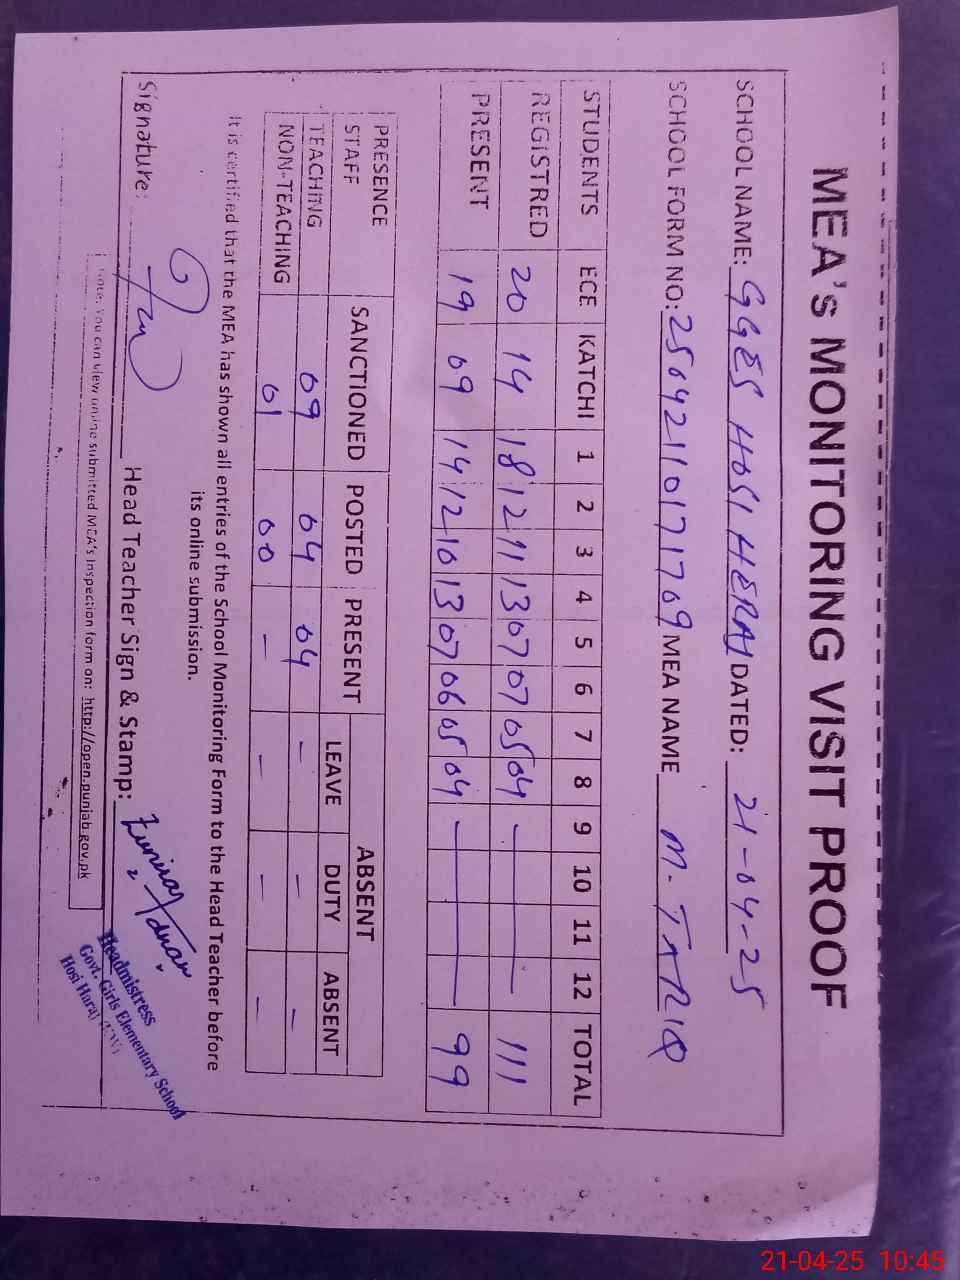 MEA's MONITORING VISIT PROOF
SCHOOL NAME: GGES HOSI HERAJ DATED: 21-04-25
SCHOOL FORM NO: 25042110171709 MEA NAME M. TARIQ
STUDENTS ECE KATCHI 1 2 3 4 5 6 7 8 9 10 11 12 TOTAL
REGISTRED 20 14 18 12 11 13 07 07 05 04 — 111
PRESENT 19 09 14 12 10 13 07 06 05 04 — 99
PRESENCE STAFF SANCTIONED POSTED PRESENT ABSENT
LEAVE DUTY ABSENT
TEACHING 09 04 04 - - -
NON-TEACHING 01 00 - - - -
It is certified that the MEA has shown all entries of the School Monitoring Form to the Head Teacher before
its online submission.
Signature: Head Teacher Sign & Stamp:
Headmistress
Govt. Girls Elementary School
Hosi Haraj
Note: You can view online submitted MEA's Inspection form on: http://open.punjab.gov.pk
21-04-25 10:45